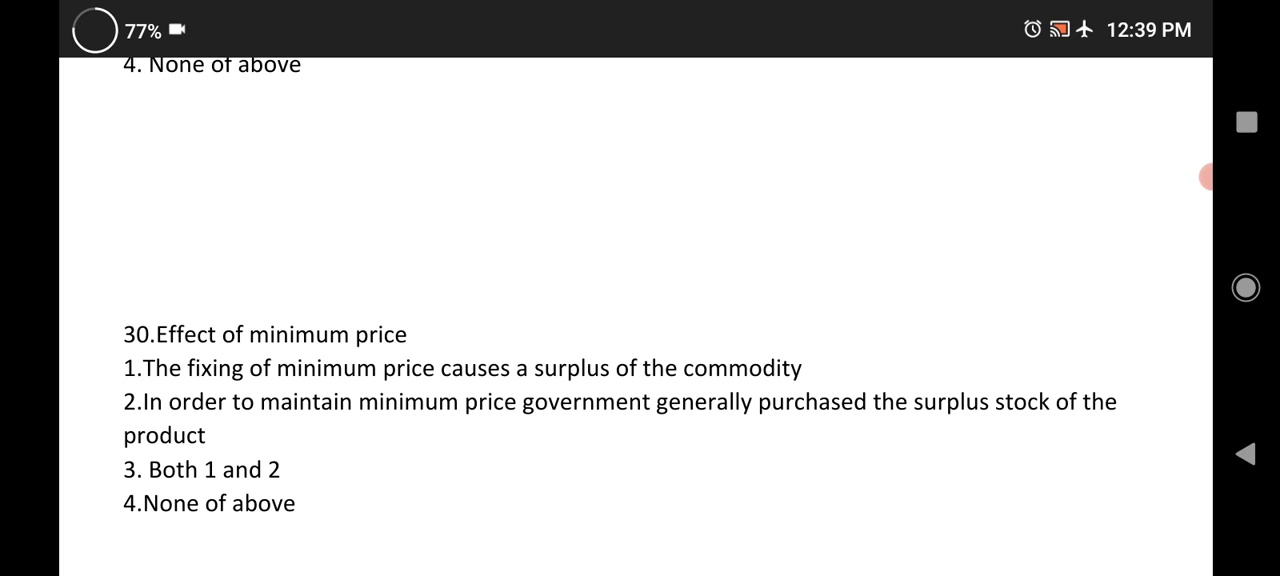 77%
12:39 PM
4. None of above
30.Effect of minimum price
1.The fixing of minimum price causes a surplus of the commodity
2.In order to maintain minimum price government generally purchased the surplus stock of the
product
3. Both 1 and 2
4.None of above